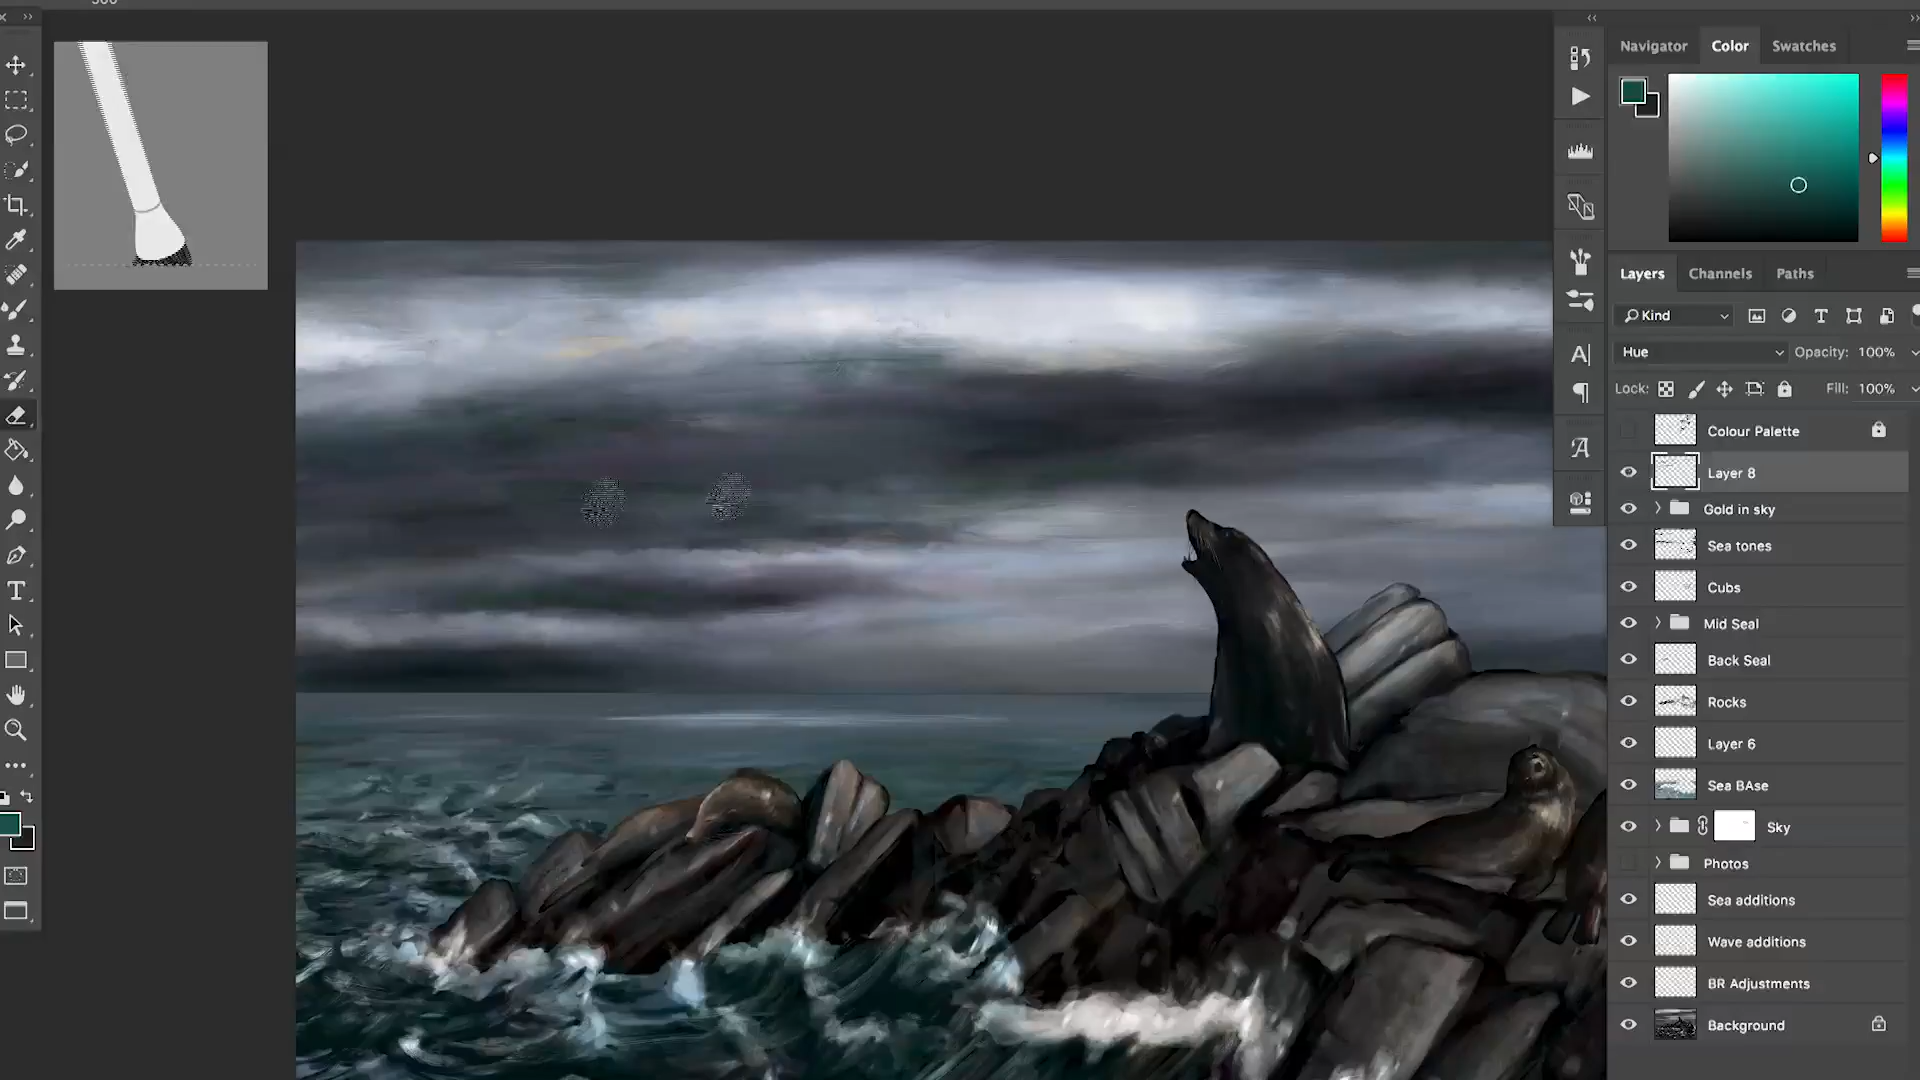 Navigator Color Swatches
Layers Channels Paths
Kind
Hue Opacity: 100%
Lock: Fill: 100%
Colour Palette
Layer 8
Gold in sky
Sea tones
Cubs
Mid Seal
Back Seal
Rocks
Layer 6
Sea BAse
Sky
Photos
Sea additions
Wave additions
BR Adjustments
Background